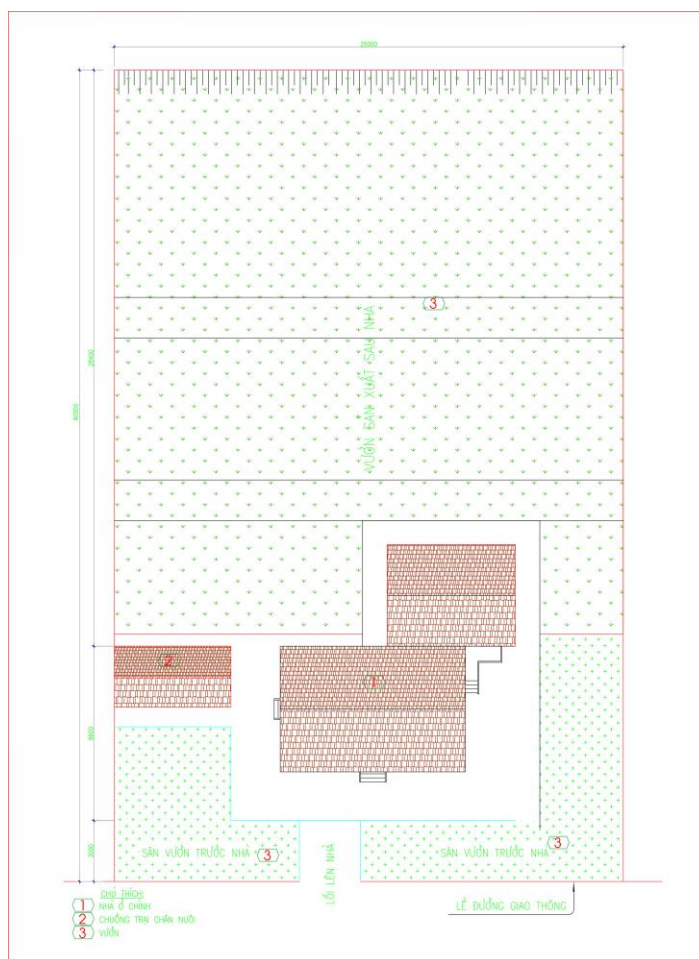 25000
40000
28400
3
VƯỜN SẢN XUẤT SAU NHÀ
2
1
8600
3000
SÂN VƯỜN TRƯỚC NHÀ
3
SÂN VƯỜN TRƯỚC NHÀ
3
LỐI LÊN NHÀ
LỀ ĐƯỜNG GIAO THÔNG
CHÚ THÍCH:
1 NHÀ Ở CHÍNH
2 CHUỒNG TRẠI CHĂN NUÔI
3 VƯỜN